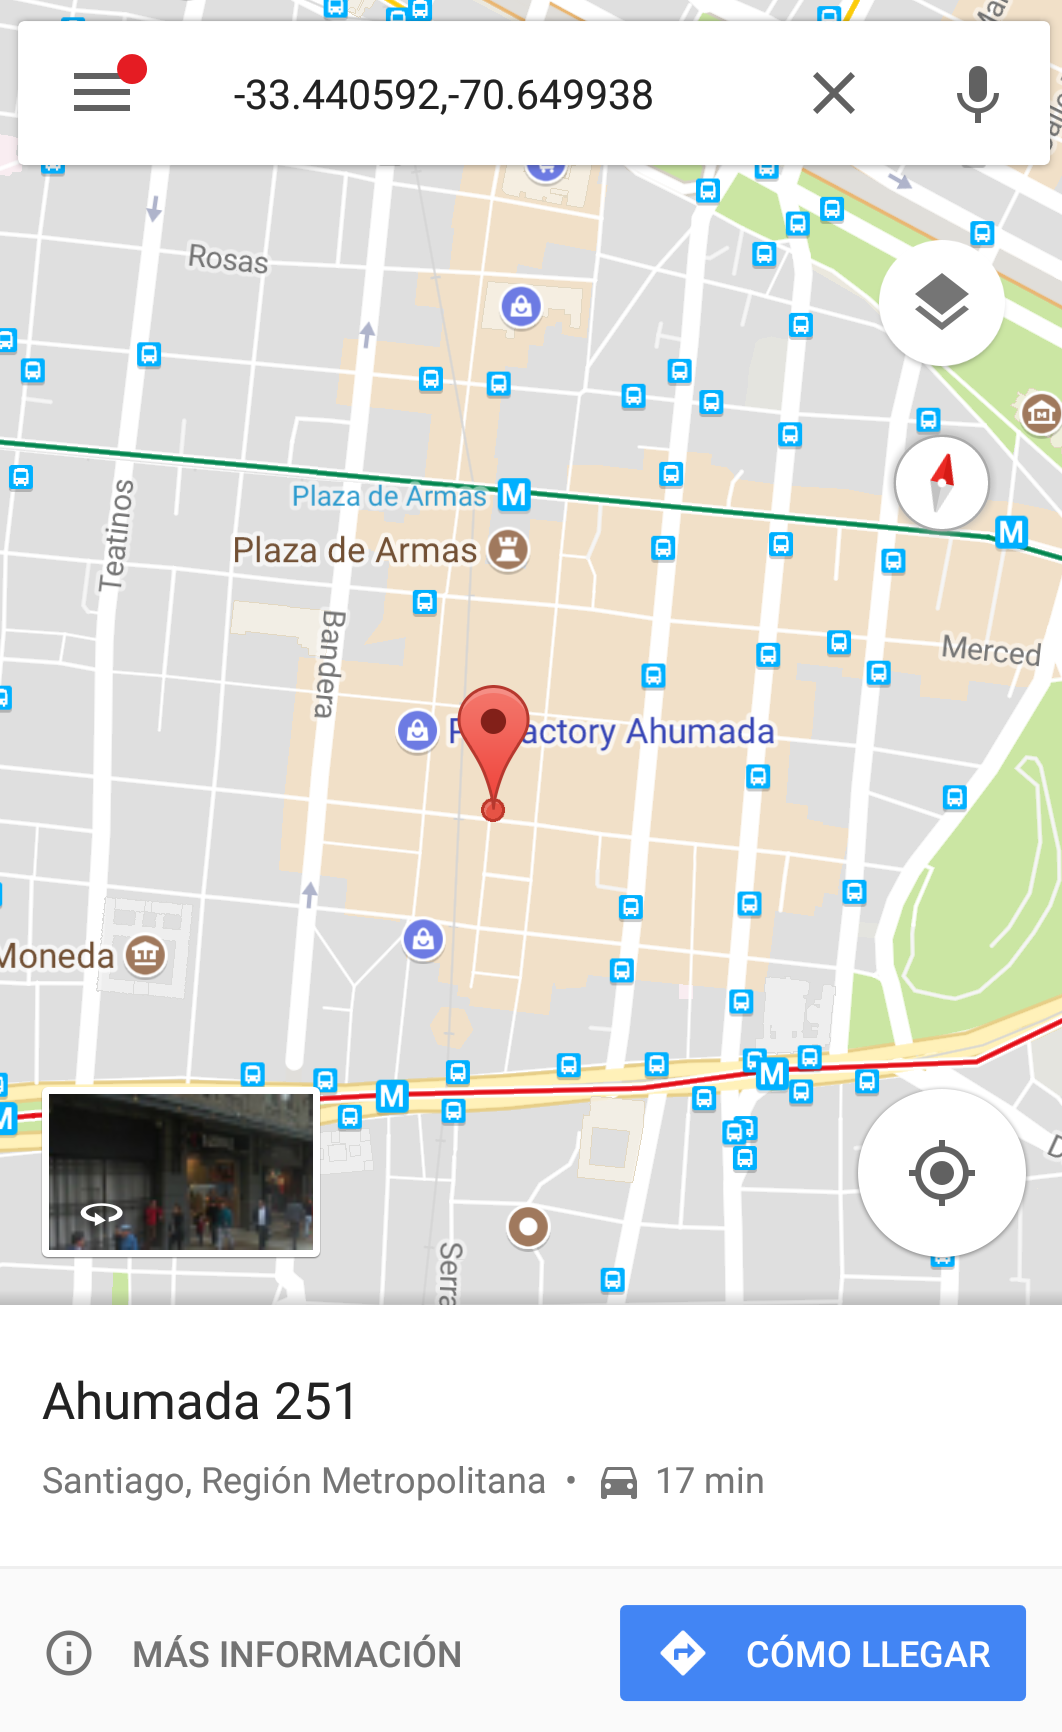 -33.440592,-70.649938
Rosas
Plaza de Armas M
Plaza de Armas
M
Teatinos
Bandera
Merced
actory Ahumada
Moneda
M
M
M
Serra
Ahumada 251
Santiago, Región Metropolitana • 17 min
MÁS INFORMACIÓN
CÓMO LLEGAR